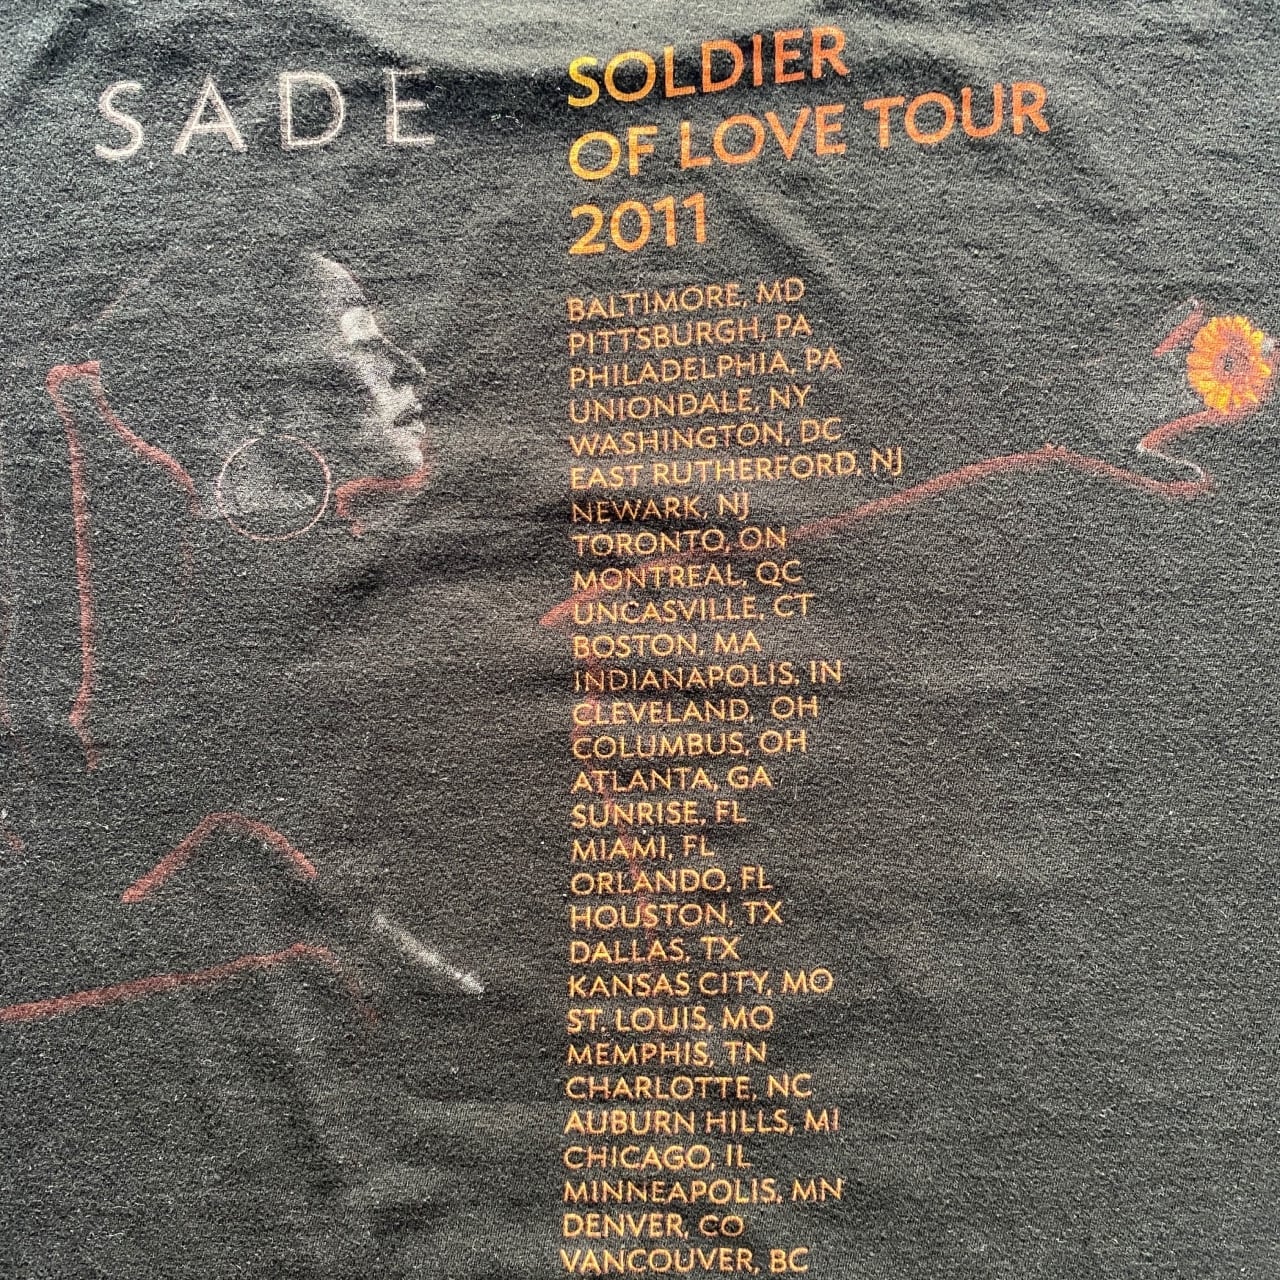 SADE
SOLDIER
OF LOVE TOUR
2011
BALTIMORE, MD
PITTSBURGH, PA
PHILADELPHIA, PA
UNIONDALE, NY
WASHINGTON, DC
EAST RUTHERFORD, NJ
NEWARK, NJ
TORONTO, ON
MONTREAL, QC
UNCASVILLE, CT
BOSTON, MA
INDIANAPOLIS, IN
CLEVELAND, OH
COLUMBUS, OH
ATLANTA, GA
SUNRISE, FL
MIAMI, FL
ORLANDO, FL
HOUSTON, TX
DALLAS, TX
KANSAS CITY, MO
ST. LOUIS, MO
MEMPHIS, TN
CHARLOTTE, NC
AUBURN HILLS, MI
CHICAGO, IL
MINNEAPOLIS, MN
DENVER, CO
VANCOUVER, BC